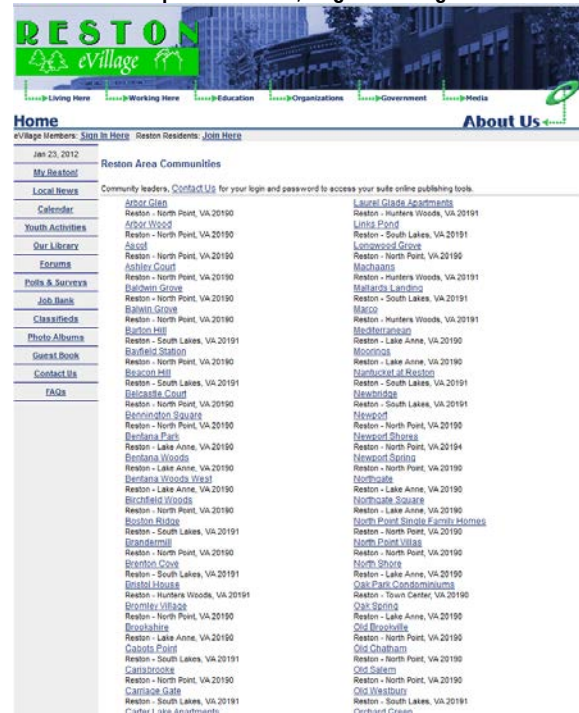 RESTON
eVillage
Living Here Working Here Education Organizations Government Media
Home About Us
eVillage Members: Sign In Here Reston Residents: Join Here
Jan 23, 2012
My Reston!
Local News
Calendar
Youth Activities
Our Library
Forums
Polls & Surveys
Job Bank
Classifieds
Photo Albums
Guest Book
Contact Us
FAQs
Reston Area Communities
Community leaders, Contact Us for your login and password to access your suite online publishing tools.
Arbor Glen
Reston - North Point, VA 20190
Arbor Wood
Reston - North Point, VA 20190
Ascot
Reston - North Point, VA 20190
Ashley Court
Reston - North Point, VA 20190
Baldwin Grove
Reston - North Point, VA 20190
Balwin Grove
Reston - North Point, VA 20190
Barton Hill
Reston - South Lakes, VA 20191
Bayfield Station
Reston - North Point, VA 20190
Beacon Hill
Reston - South Lakes, VA 20191
Belcastle Court
Reston - North Point, VA 20190
Bennington Square
Reston - North Point, VA 20190
Bentana Park
Reston - Lake Anne, VA 20190
Bentana Woods
Reston - Lake Anne, VA 20190
Bentana Woods West
Reston - Lake Anne, VA 20190
Birchfield Woods
Reston - North Point, VA 20190
Boston Ridge
Reston - South Lakes, VA 20191
Brandermill
Reston - North Point, VA 20190
Brenton Cove
Reston - South Lakes, VA 20191
Bristol House
Reston - Hunters Woods, VA 20191
Bromley Village
Reston - North Point, VA 20190
Brookshire
Reston - Lake Anne, VA 20190
Cabots Point
Reston - South Lakes, VA 20191
Carisbrooke
Reston - North Point, VA 20190
Carriage Gate
Reston - South Lakes, VA 20191
Carter Lake Apartments
Laurel Glade Apartments
Reston - Hunters Woods, VA 20191
Links Pond
Reston - South Lakes, VA 20191
Longwood Grove
Reston - North Point, VA 20190
Machaans
Reston - Hunters Woods, VA 20191
Mallards Landing
Reston - South Lakes, VA 20191
Marco
Reston - Hunters Woods, VA 20191
Mediterranean
Reston - Lake Anne, VA 20190
Moorings
Reston - Lake Anne, VA 20190
Nantucket at Reston
Reston - South Lakes, VA 20191
Newbridge
Reston - South Lakes, VA 20191
Newport
Reston - North Point, VA 20190
Newport Shores
Reston - North Point, VA 20194
Newport Spring
Reston - North Point, VA 20190
Northgate
Reston - Lake Anne, VA 20190
Northgate Square
Reston - Lake Anne, VA 20190
North Point Single Family Homes
Reston - North Point, VA 20190
North Point Villas
Reston - North Point, VA 20190
North Shore
Reston - Lake Anne, VA 20190
Oak Park Condominiums
Reston - Town Center, VA 20190
Oak Spring
Reston - Lake Anne, VA 20190
Old Brookville
Reston - North Point, VA 20190
Old Chatham
Reston - North Point, VA 20190
Old Salem
Reston - North Point, VA 20190
Old Westbury
Reston - South Lakes, VA 20191
Orchard Green